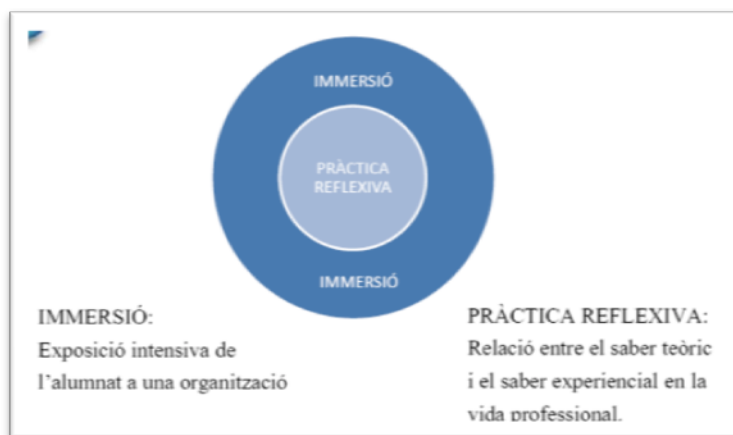 IMMERSIÓ
PRÀCTICA
REFLEXIVA
IMMERSIÓ
IMMERSIÓ:
Exposició intensiva de
l’alumnat a una organització
PRÀCTICA REFLEXIVA:
Relació entre el saber teòric
i el saber experiencial en la
vida professional.